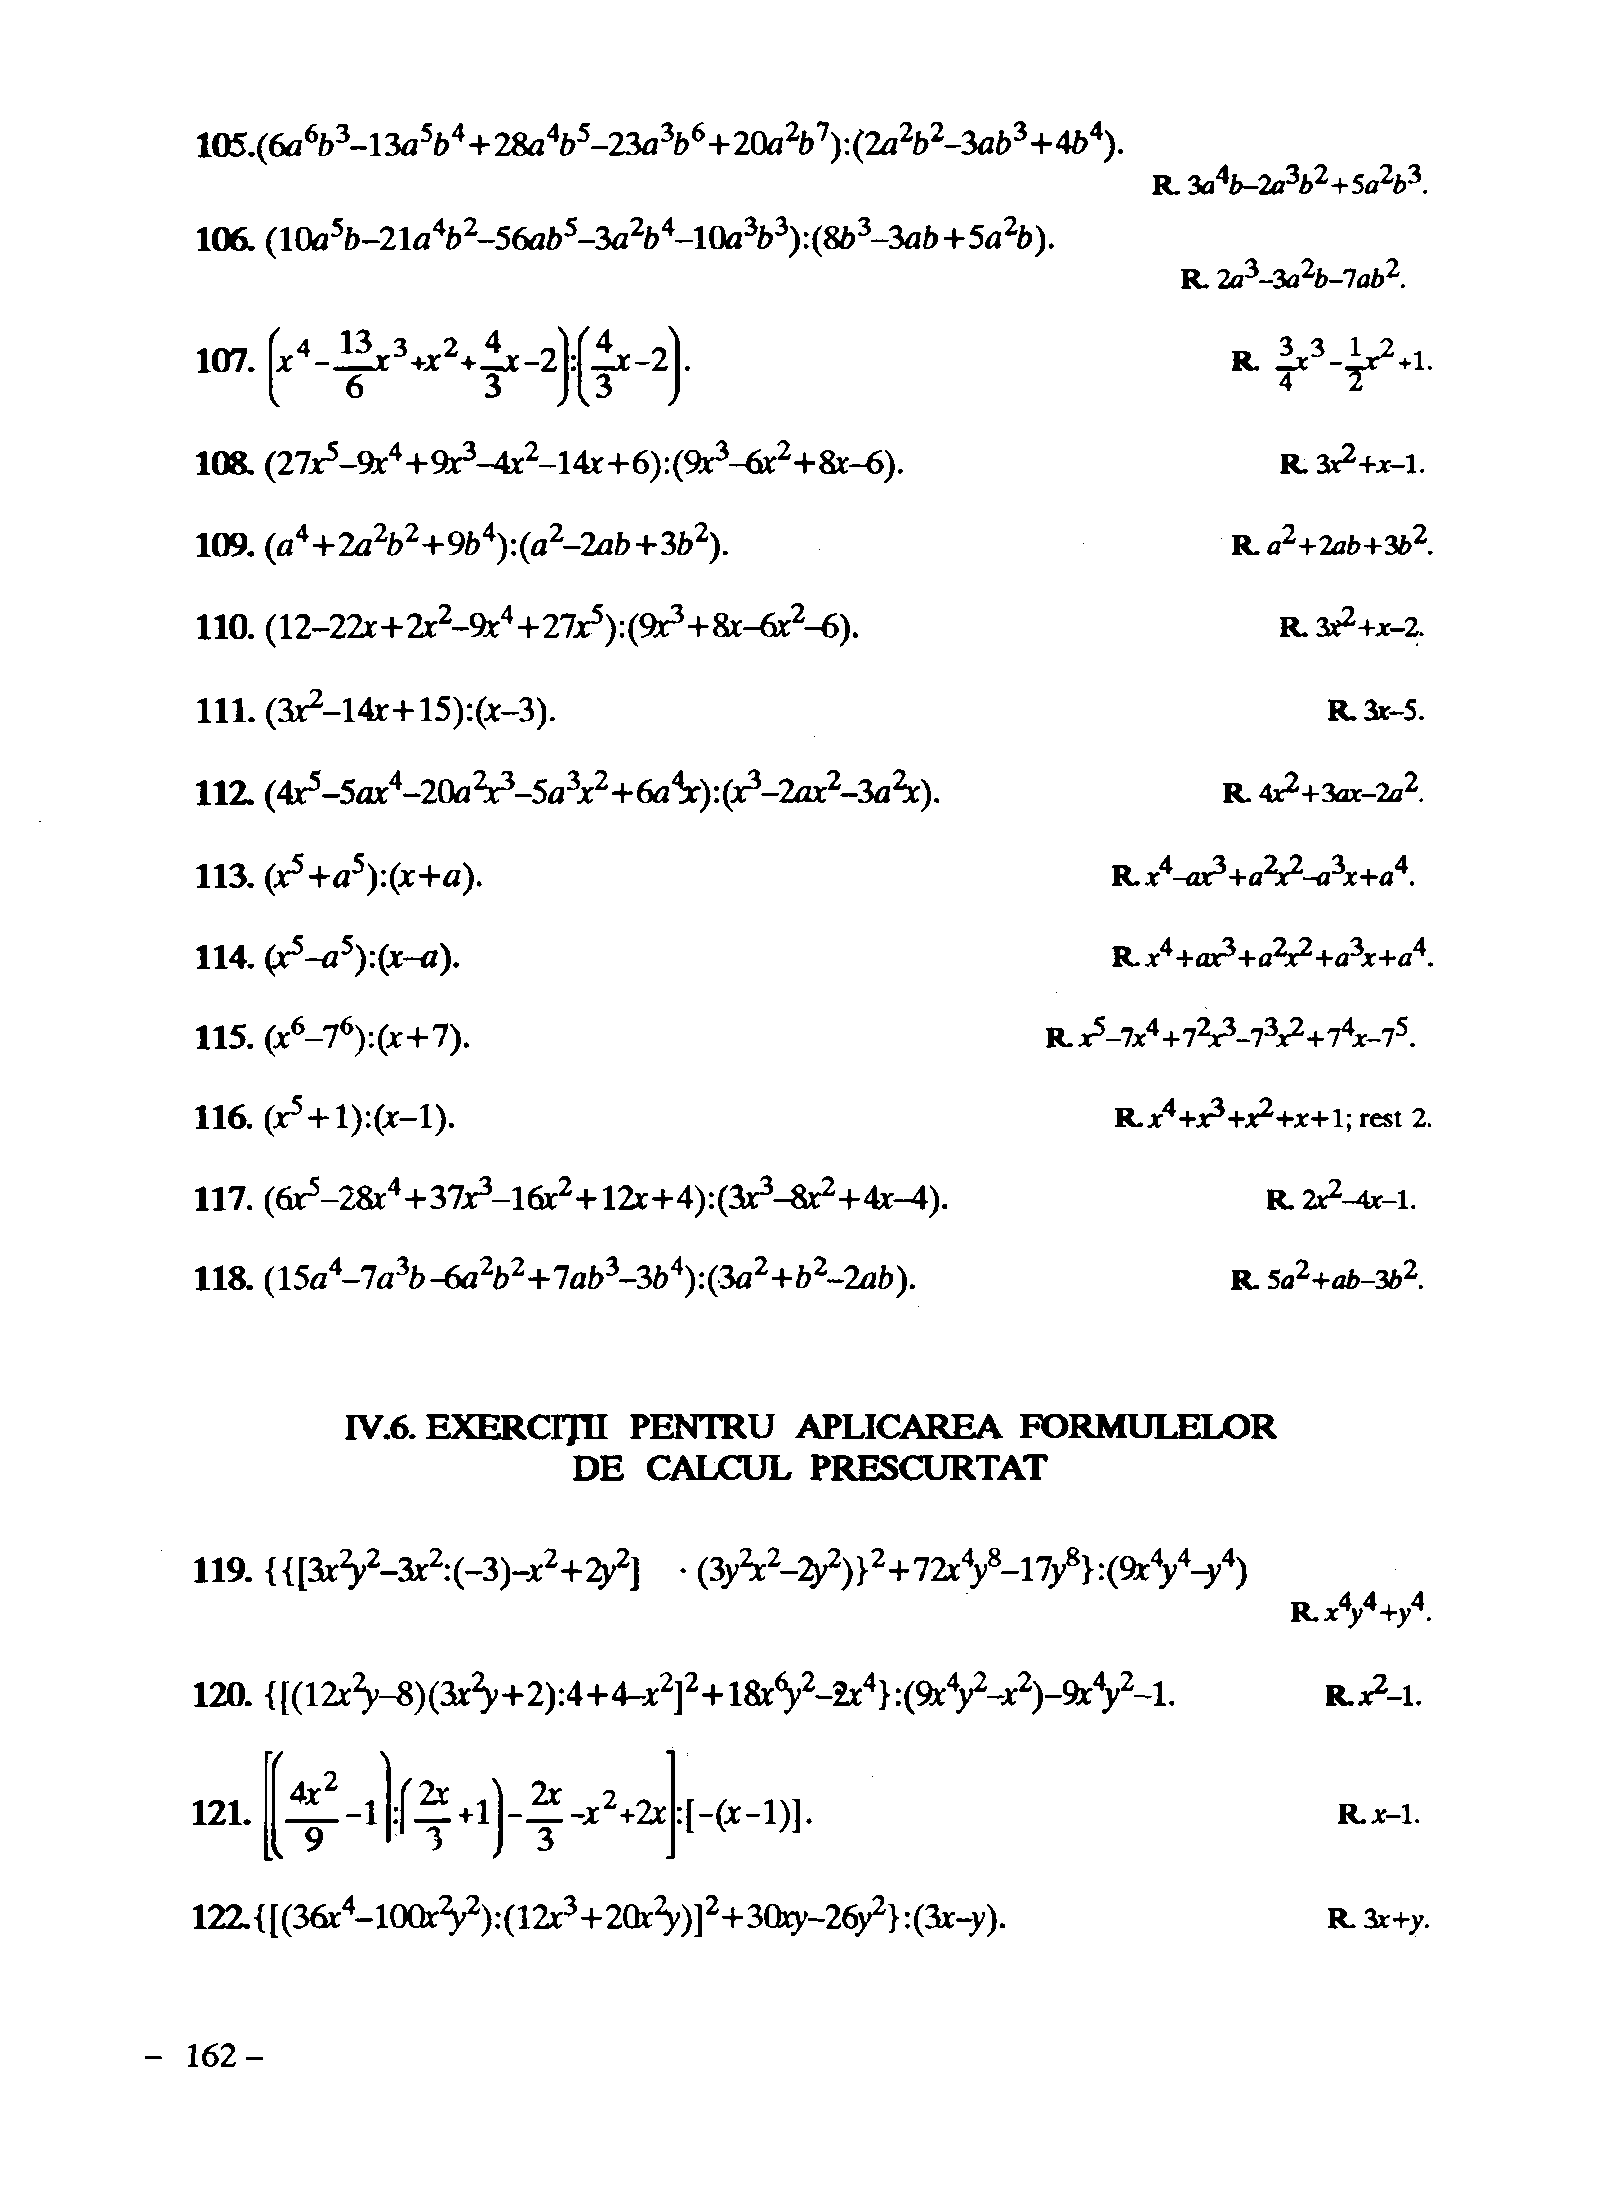 105.(6a⁶b³–13a⁵b⁴+28a⁴b⁵–23a³b⁶+20a²b⁷):(2a²b²–3ab³+4b⁴).
R. 3a⁴b–2a³b²+5a²b³.
106. (10a⁵b–21a⁴b²–56ab⁵–3a²b⁴–10a³b³):(8b³–3ab+5a²b).
R. 2a³–3a²b–7ab².
107. (x⁴-13/6x³+x²+4/3x-2):(4/3x-2). R. 3/4x³-1/2x²+1.
108. (27x⁵–9x⁴+9x³–4x²–14x+6):(9x³–6x²+8x–6). R. 3x²+x–1.
109. (a⁴+2a²b²+9b⁴):(a²–2ab+3b²). R. a²+2ab+3b².
110. (12–22x+2x²–9x⁴+27x⁵):(9x³+8x–6x²–6). R. 3x²+x–2.
111. (3x²–14x+15):(x–3). R. 3x–5.
112. (4x⁵–5ax⁴–20a²x³–5a³x²+6a⁴x):(x³–2ax²–3a²x). R. 4x²+3ax–2a².
113. (x⁵+a⁵):(x+a). R. x⁴–ax³+a²x²–a³x+a⁴.
114. (x⁵–a⁵):(x–a). R. x⁴+ax³+a²x²+a³x+a⁴.
115. (x⁶–7⁶):(x+7). R. x⁵–7x⁴+7²x³–7³x²+7⁴x–7⁵.
116. (x⁵+1):(x–1). R. x⁴+x³+x²+x+1; rest 2.
117. (6x⁵–28x⁴+37x³–16x²+12x+4):(3x³–8x²+4x–4). R. 2x²–4x–1.
118. (15a⁴–7a³b–6a²b²+7ab³–3b⁴):(3a²+b²–2ab). R. 5a²+ab–3b².
IV.6. EXERCIŢII PENTRU APLICAREA FORMULELOR
DE CALCUL PRESCURTAT
119. {{[3x²y²–3x²:(–3)–x²+2y²] · (3y²x²–2y²)}²+72x⁴y⁸–17y⁸}:(9x⁴y⁴–y⁴)
R. x⁴y⁴+y⁴.
120. {[(12x²y–8)(3x²y+2):4+4–x²]²+18x⁶y²–2x⁴}:(9x⁴y²–x²)–9x⁴y²–1. R. x²–1.
121. [(4x²/9-1):(2x/3+1)-2x/3-x²+2x]:[-(x-1)]. R. x–1.
122.{[(36x⁴–100x²y²):(12x³+20x²y)]²+30xy–26y²}:(3x–y). R. 3x+y.
– 162 –